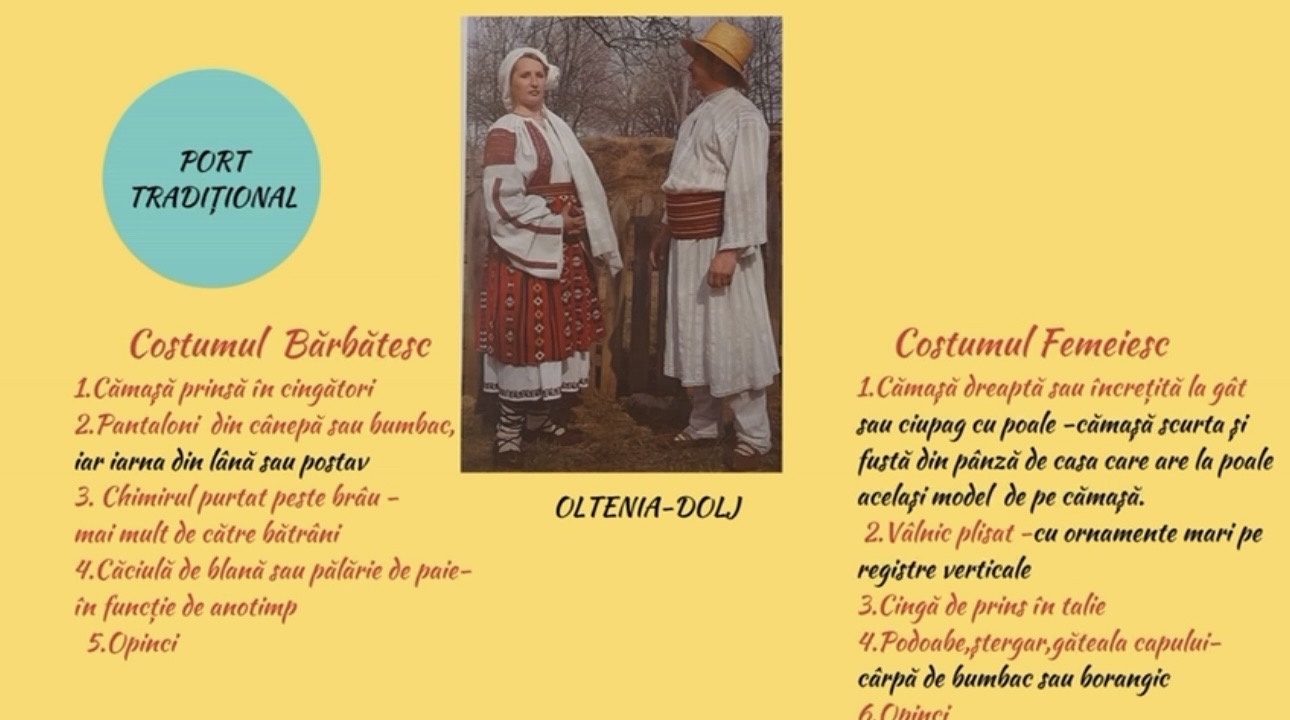 PORT
TRADIȚIONAL
Costumul Bărbătesc
1.Cămașă prinsă în cingători
2.Pantaloni din cânepă sau bumbac,
iar iarna din lână sau postav
3. Chimirul purtat peste brâu -
mai mult de către bătrâni
4.Căciulă de blană sau pălărie de paie-
în funcție de anotimp
5.Opinci
OLTENIA-DOLJ
Costumul Femeiesc
1.Cămașă dreaptă sau încrețită la gât
sau ciupag cu poale -cămașă scurta și
fustă din pânză de casa care are la poale
același model de pe cămașă.
2.Vâlnic plisat -cu ornamente mari pe
registre verticale
3.Cingă de prins în talie
4.Podoabe,ștergar,găteala capului-
cârpă de bumbac sau borangic
6.Opinci